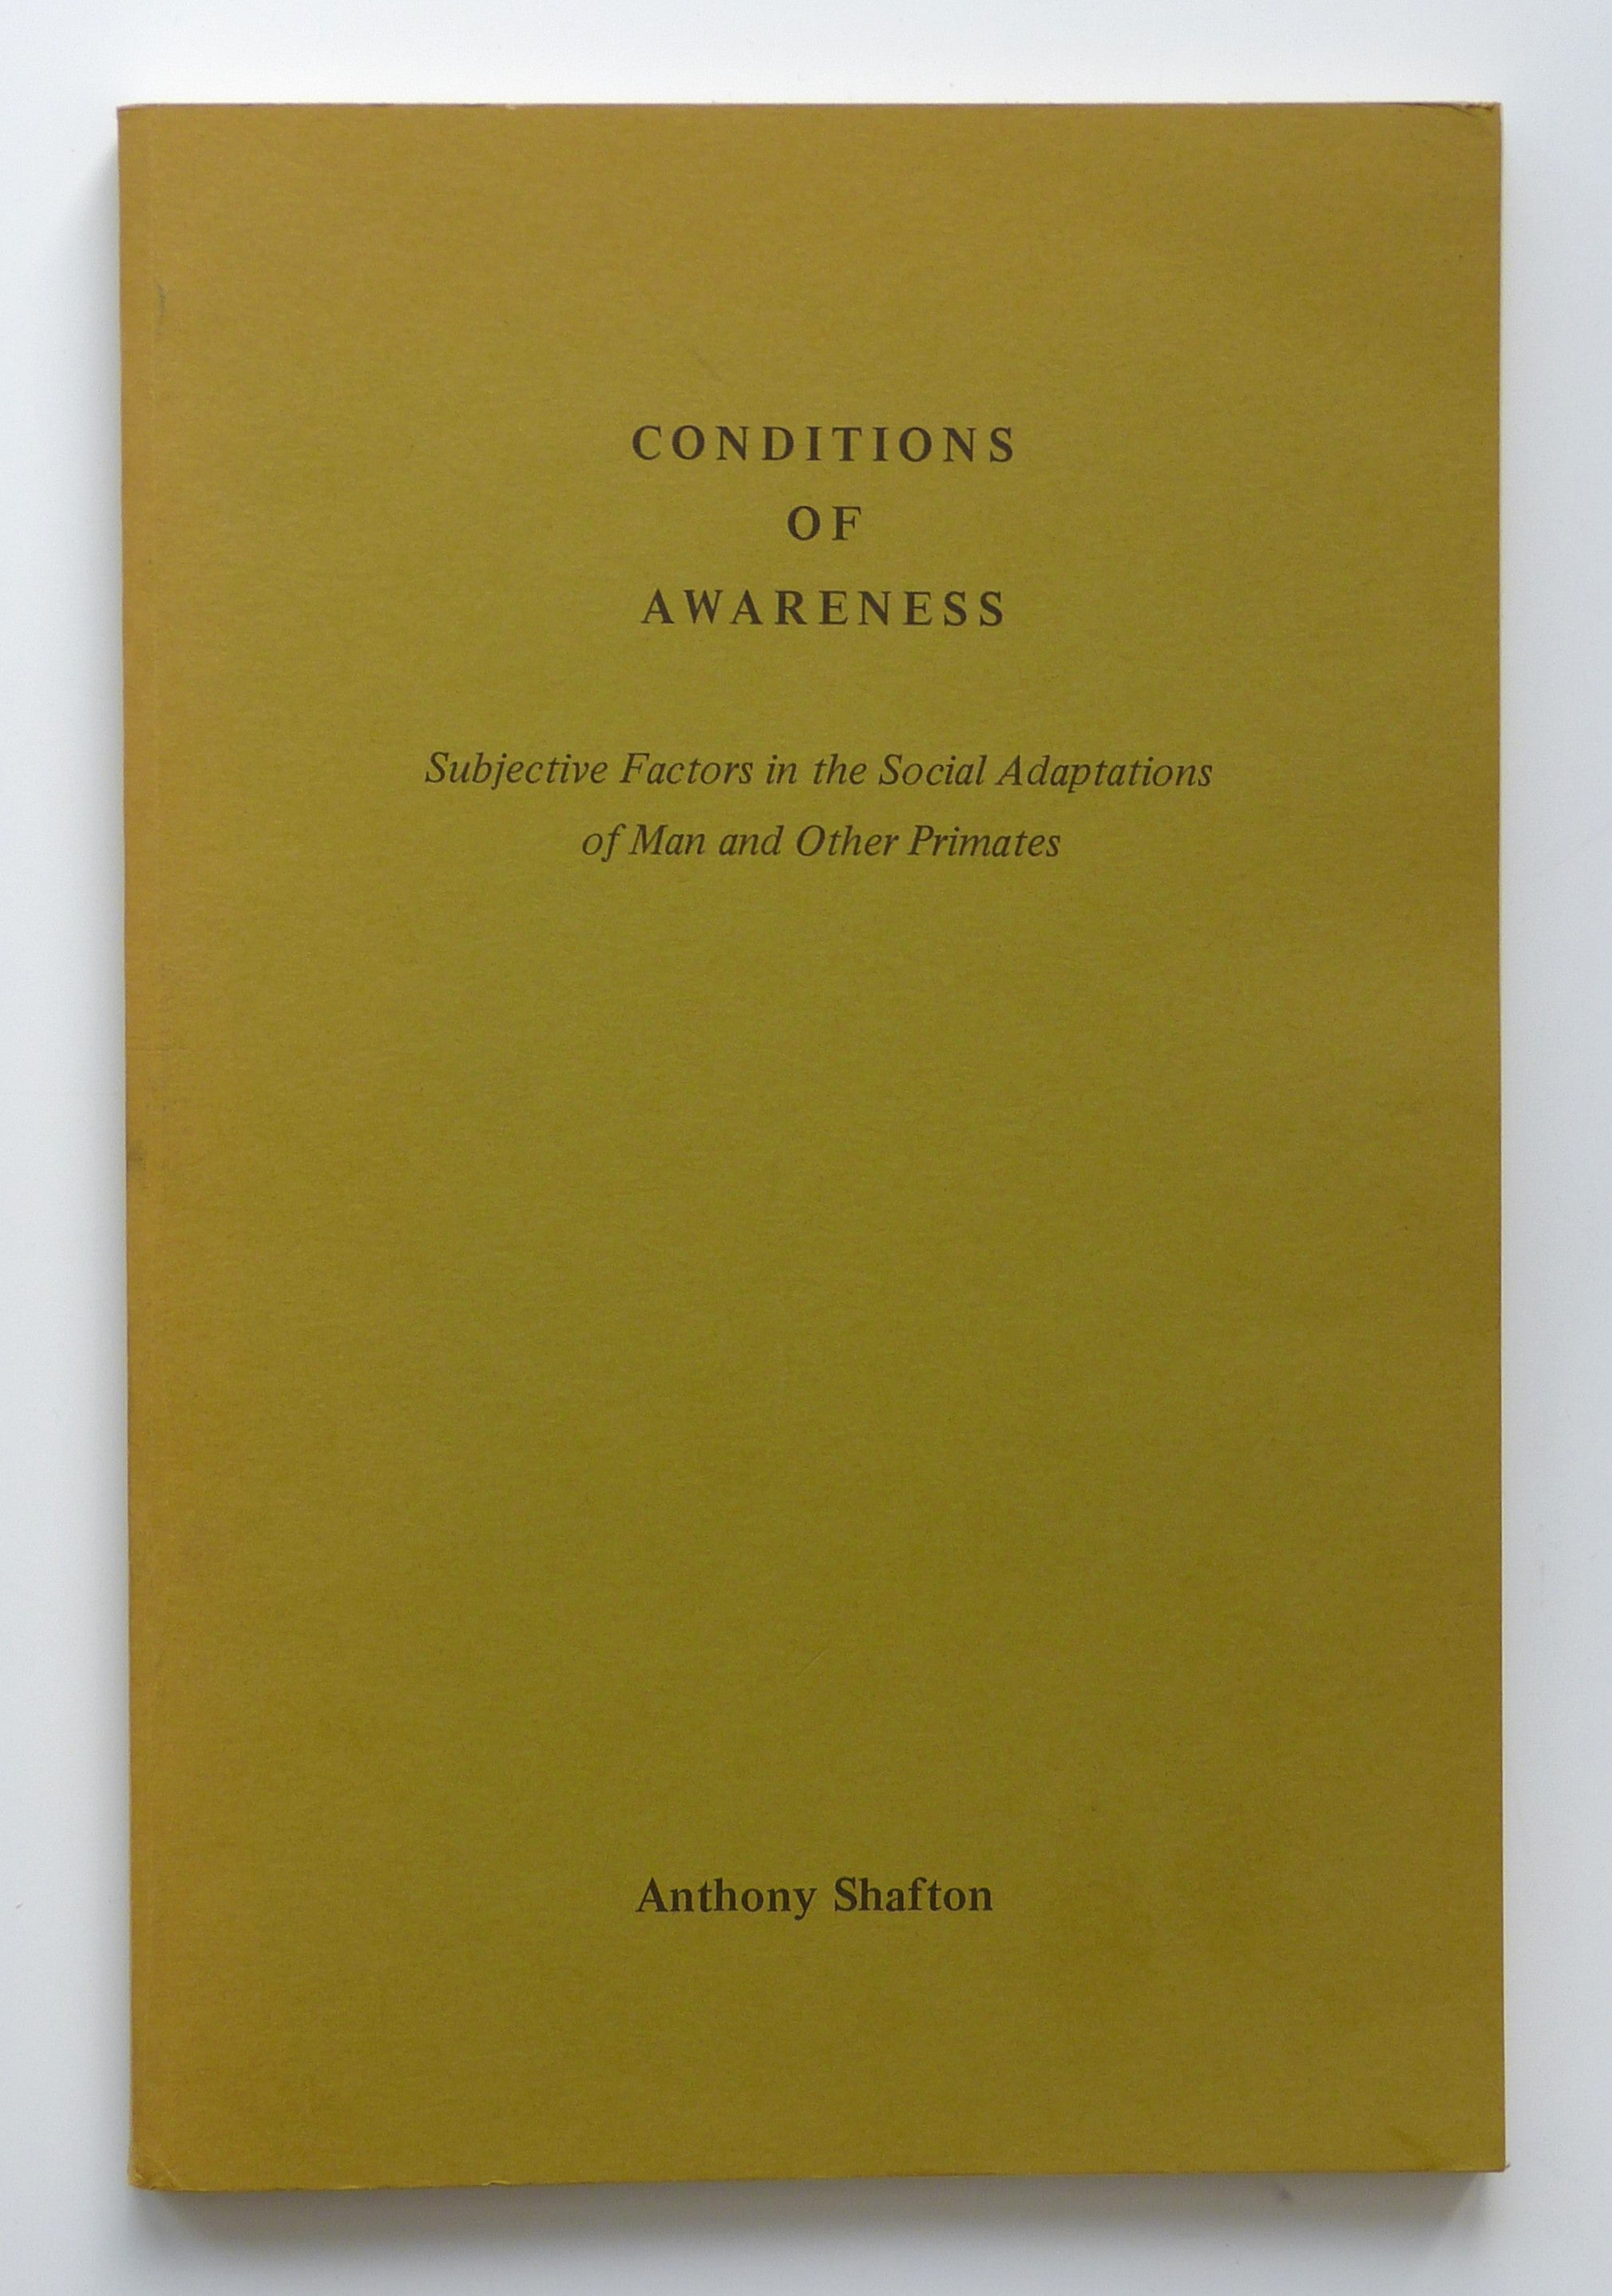 CONDITIONS
OF
AWARENESS
Subjective Factors in the Social Adaptations
of Man and Other Primates
Anthony Shafton